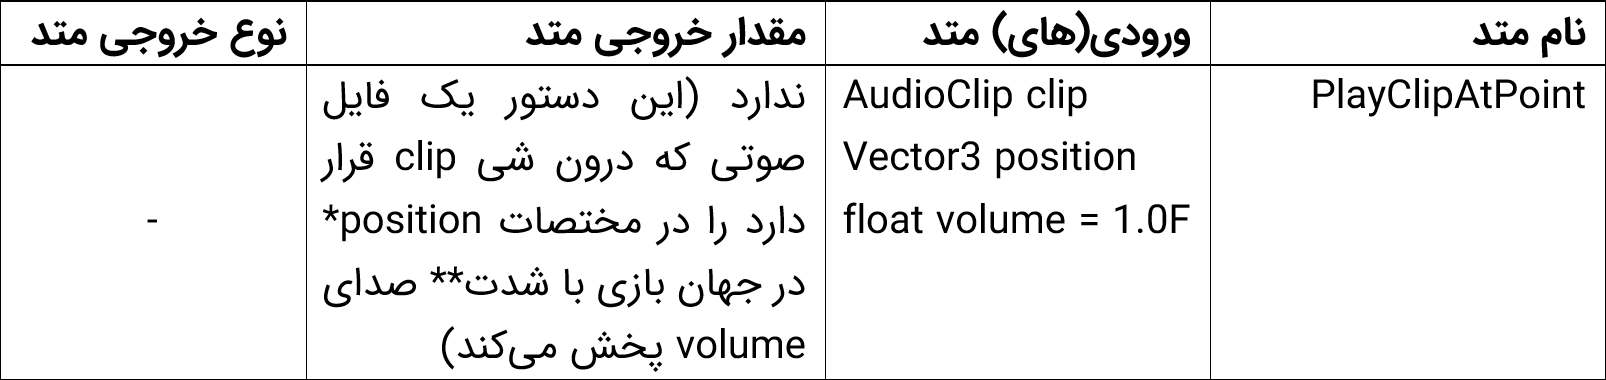 نام متد
ورودی(های) متد
مقدار خروجی متد
نوع خروجی متد
PlayClipAtPoint
AudioClip clip
Vector3 position
float volume = 1.0F
ندارد (این دستور یک فایل
صوتی که درون شی clip قرار
دارد را در مختصات position*
در جهان بازی با شدت** صدای
volume پخش می‌کند)
-